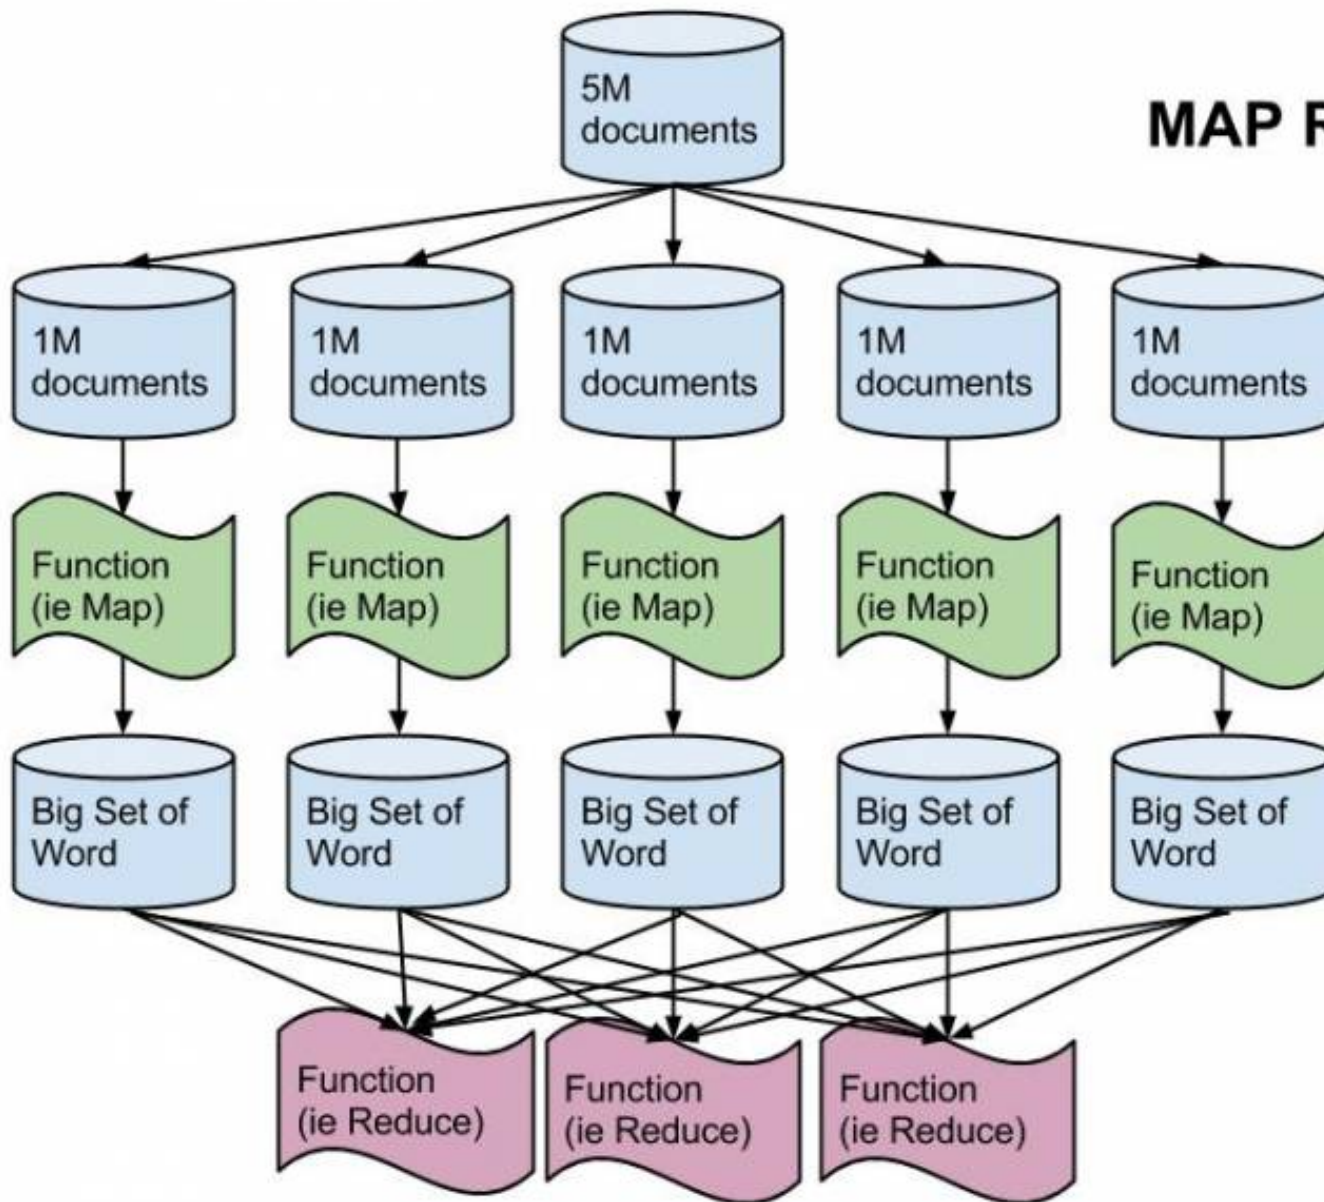 5M
documents
MAP R
1M
documents
1M
documents
1M
documents
1M
documents
1M
documents
Function
(ie Map)
Function
(ie Map)
Function
(ie Map)
Function
(ie Map)
Function
(ie Map)
Big Set of
Word
Big Set of
Word
Big Set of
Word
Big Set of
Word
Big Set of
Word
Function
(ie Reduce)
Function
(ie Reduce)
Function
(ie Reduce)